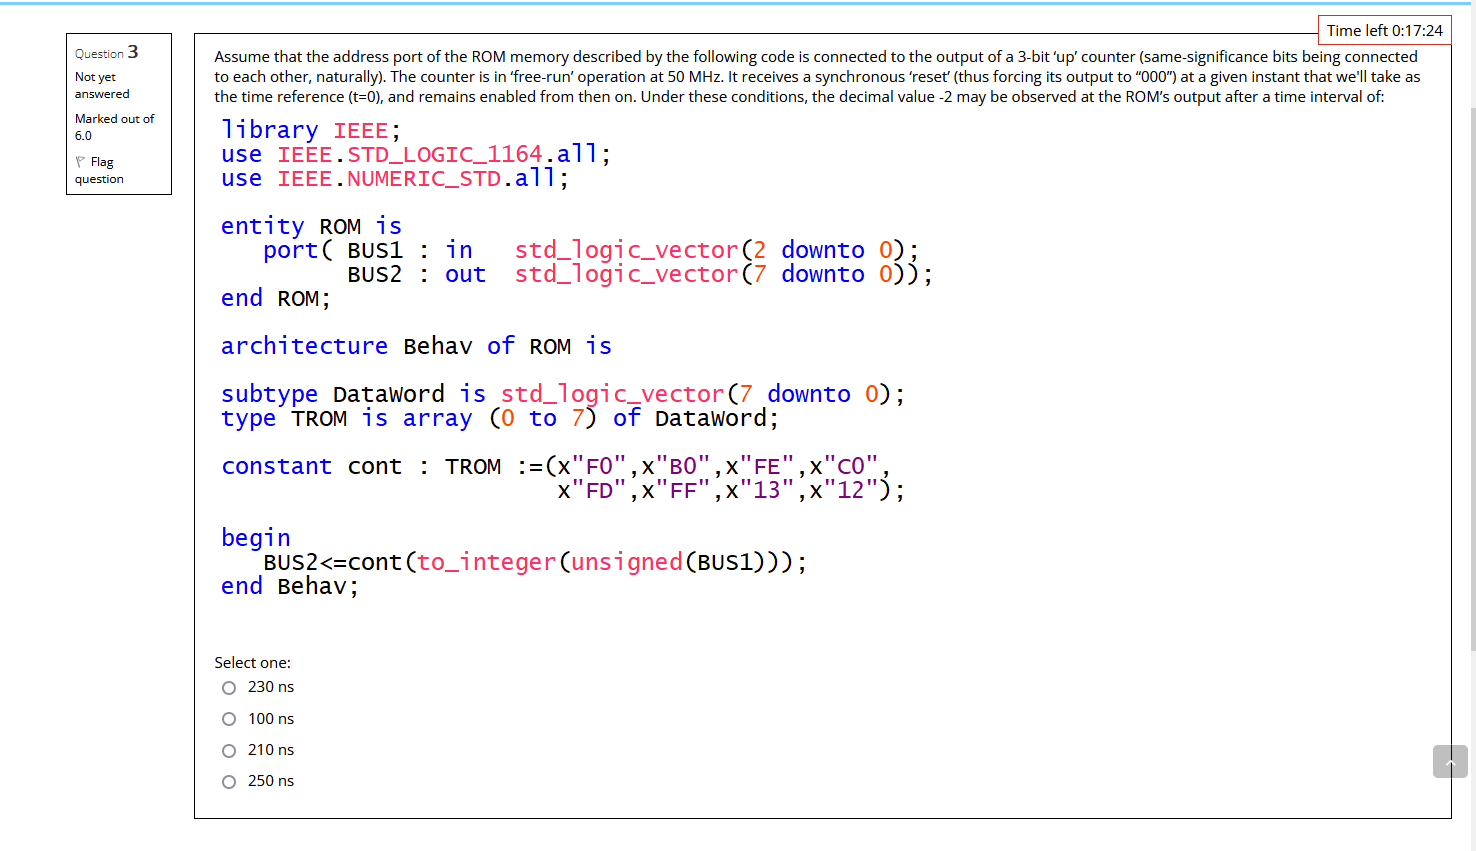 Time left 0:17:24
Question 3
Not yet
answered
Marked out of
6.0
Flag
question
Assume that the address port of the ROM memory described by the following code is connected to the output of a 3-bit ‘up’ counter (same-significance bits being connected
to each other, naturally). The counter is in ‘free-run’ operation at 50 MHz. It receives a synchronous ‘reset’ (thus forcing its output to “000”) at a given instant that we'll take as
the time reference (t=0), and remains enabled from then on. Under these conditions, the decimal value -2 may be observed at the ROM’s output after a time interval of:
library IEEE;
use IEEE.STD_LOGIC_1164.all;
use IEEE.NUMERIC_STD.all;
entity ROM is
port( BUS1 : in std_logic_vector(2 downto 0);
BUS2 : out std_logic_vector(7 downto 0));
end ROM;
architecture Behav of ROM is
subtype DataWord is std_logic_vector(7 downto 0);
type TROM is array (0 to 7) of DataWord;
constant cont : TROM :=(x"F0",x"B0",x"FE",x"C0",
x"FD",x"FF",x"13",x"12");
begin
BUS2<=cont(to_integer(unsigned(BUS1)));
end Behav;
Select one:
230 ns
100 ns
210 ns
250 ns